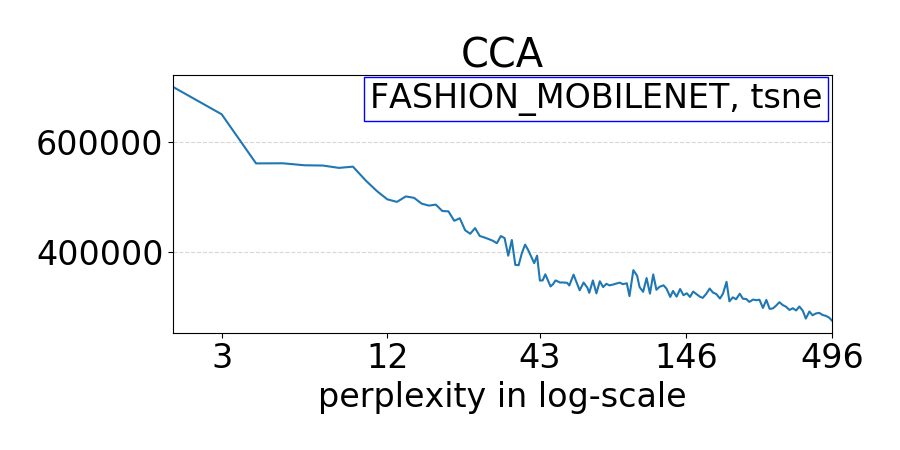 CCA
FASHION_MOBILENET, tsne
600000
400000
3 12 43 146 496
perplexity in log-scale